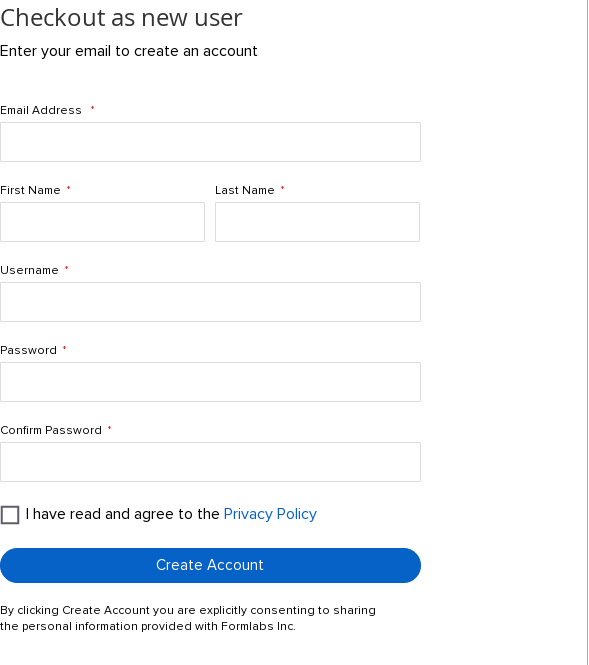 Checkout as new user
Enter your email to create an account
Email Address *
First Name * Last Name *
Username *
Password *
Confirm Password *
I have read and agree to the Privacy Policy
Create Account
By clicking Create Account you are explicitly consenting to sharing
the personal information provided with Formlabs Inc.